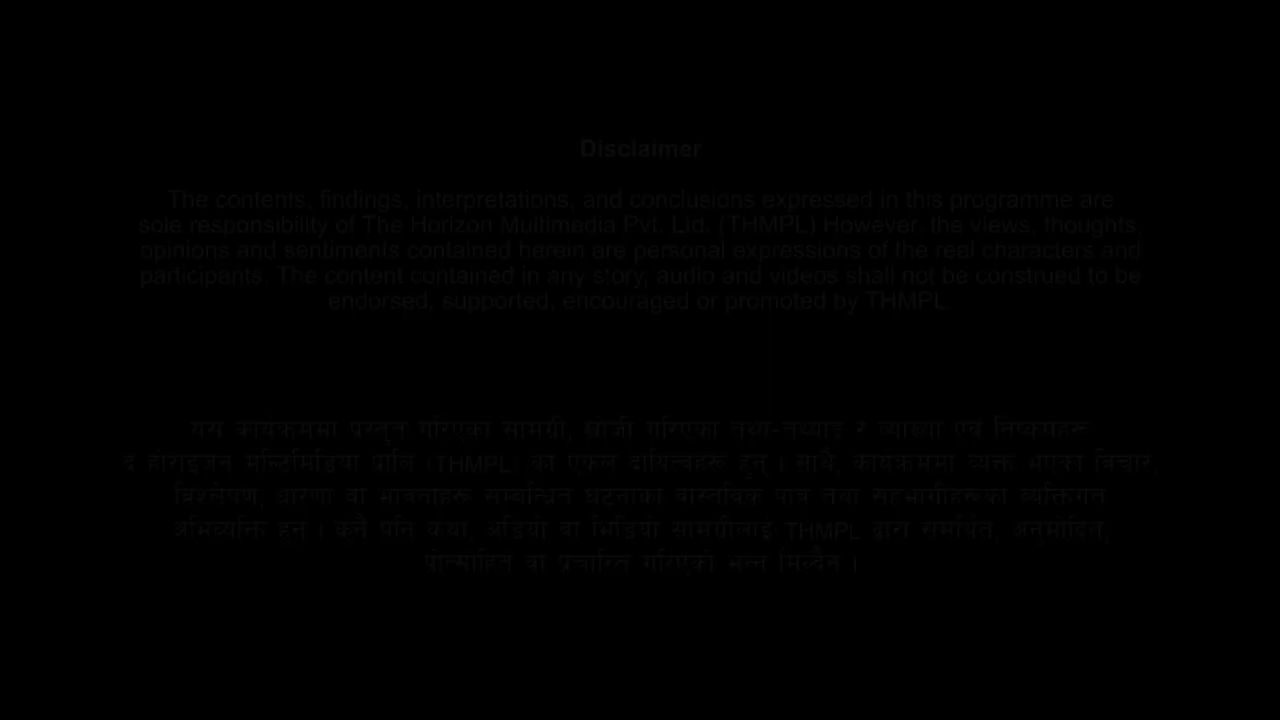 Disclaimer
The contents, findings, interpretations, and conclusions expressed in this programme are
sole responsibility of The Horizon Multimedia Pvt. Ltd. (THMPL) However, the views, thoughts,
opinions and sentiments contained herein are personal expressions of the real characters and
participants. The content contained in any story, audio and videos shall not be construed to be
endorsed, supported, encouraged or promoted by THMPL.
यस कार्यक्रममा प्रस्तुत गरिएका सामग्री, खोजी गरिएका तथ्य-तथ्याङ्क र व्याख्या एवं निष्कर्षहरू
द होराइजन मल्टिमिडिया प्रालि (THMPL) का एकल दायित्वहरू हुन् । साथै, कार्यक्रममा व्यक्त भएका विचार,
विश्लेषण, धारणा वा भावनाहरू सम्बन्धित घटनाका वास्तविक पात्र तथा सहभागीहरूका व्यक्तिगत
अभिव्यक्ति हुन् । कुनै पनि कथा, अडियो वा भिडियो सामग्रीलाई THMPL द्वारा समर्थित, अनुमोदित,
प्रोत्साहित वा प्रचारित गरिएको भन्न मिल्दैन ।